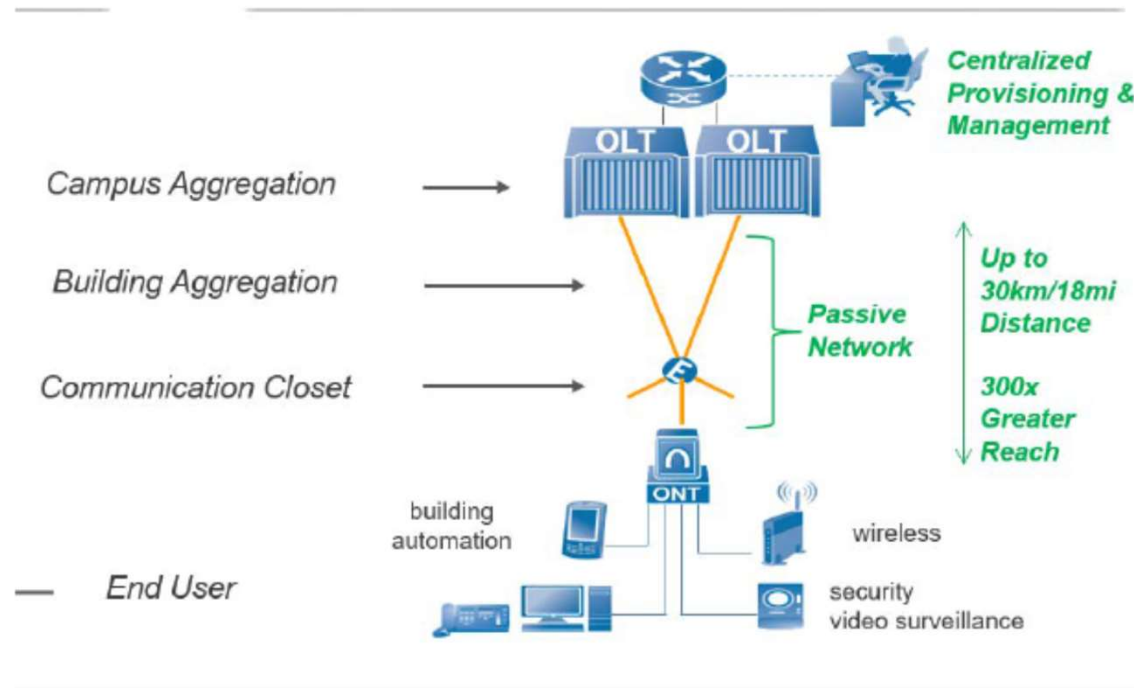 Centralized
Provisioning &
Management
OLT
OLT
Campus Aggregation
Building Aggregation
Passive
Network
Up to
30km/18mi
Distance
Communication Closet
300x
Greater
Reach
ONT
building
automation
wireless
End User
security
video surveillance